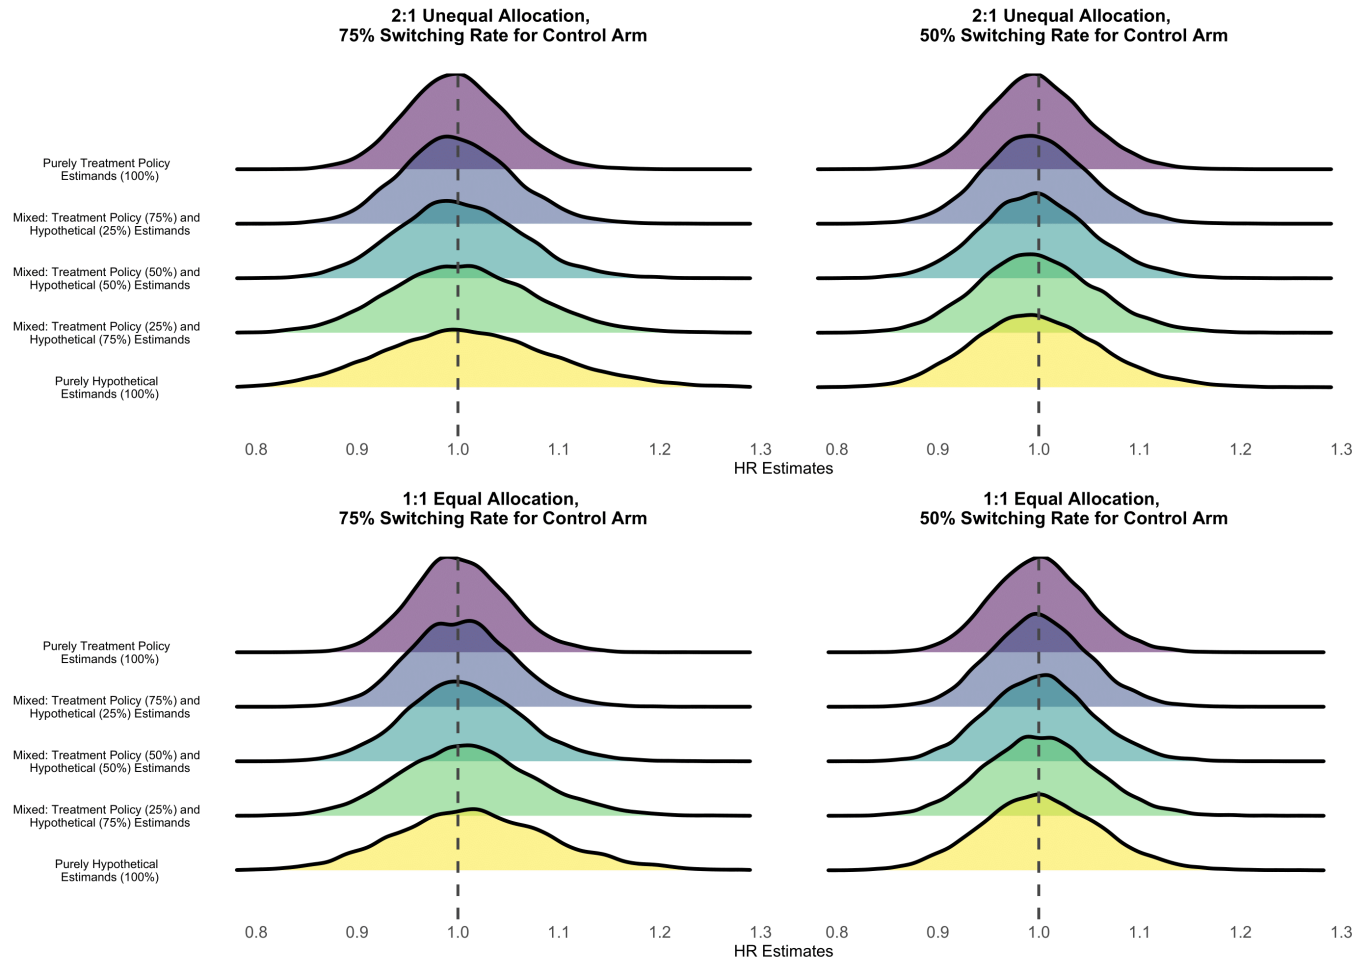 2:1 Unequal Allocation,
75% Switching Rate for Control Arm
2:1 Unequal Allocation,
50% Switching Rate for Control Arm
Purely Treatment Policy
Estimands (100%)
Mixed: Treatment Policy (75%) and
Hypothetical (25%) Estimands
Mixed: Treatment Policy (50%) and
Hypothetical (50%) Estimands
Mixed: Treatment Policy (25%) and
Hypothetical (75%) Estimands
Purely Hypothetical
Estimands (100%)
0.8 0.9 1.0 1.1 1.2 1.3
0.8 0.9 1.0 1.1 1.2 1.3
HR Estimates
1:1 Equal Allocation,
75% Switching Rate for Control Arm
1:1 Equal Allocation,
50% Switching Rate for Control Arm
Purely Treatment Policy
Estimands (100%)
Mixed: Treatment Policy (75%) and
Hypothetical (25%) Estimands
Mixed: Treatment Policy (50%) and
Hypothetical (50%) Estimands
Mixed: Treatment Policy (25%) and
Hypothetical (75%) Estimands
Purely Hypothetical
Estimands (100%)
0.8 0.9 1.0 1.1 1.2 1.3
0.8 0.9 1.0 1.1 1.2 1.3
HR Estimates